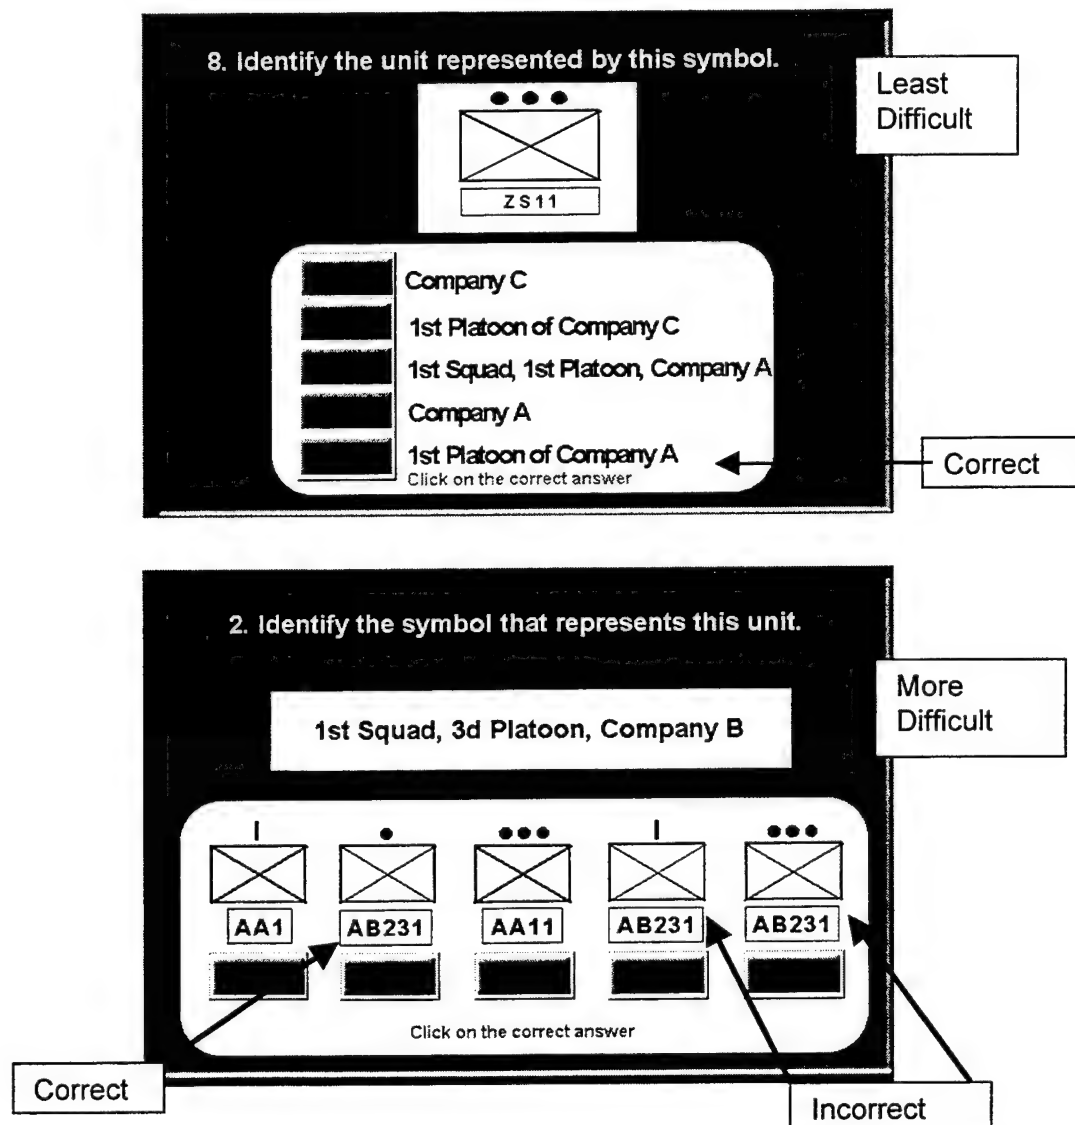 8. Identify the unit represented by this symbol.
Least
Difficult
ZS11
Company C
1st Platoon of Company C
1st Squad, 1st Platoon, Company A
Company A
1st Platoon of Company A
Click on the correct answer
Correct
2. Identify the symbol that represents this unit.
More
Difficult
1st Squad, 3d Platoon, Company B
AA1 AB231 AA11 AB231 AB231
Click on the correct answer
Correct
Incorrect